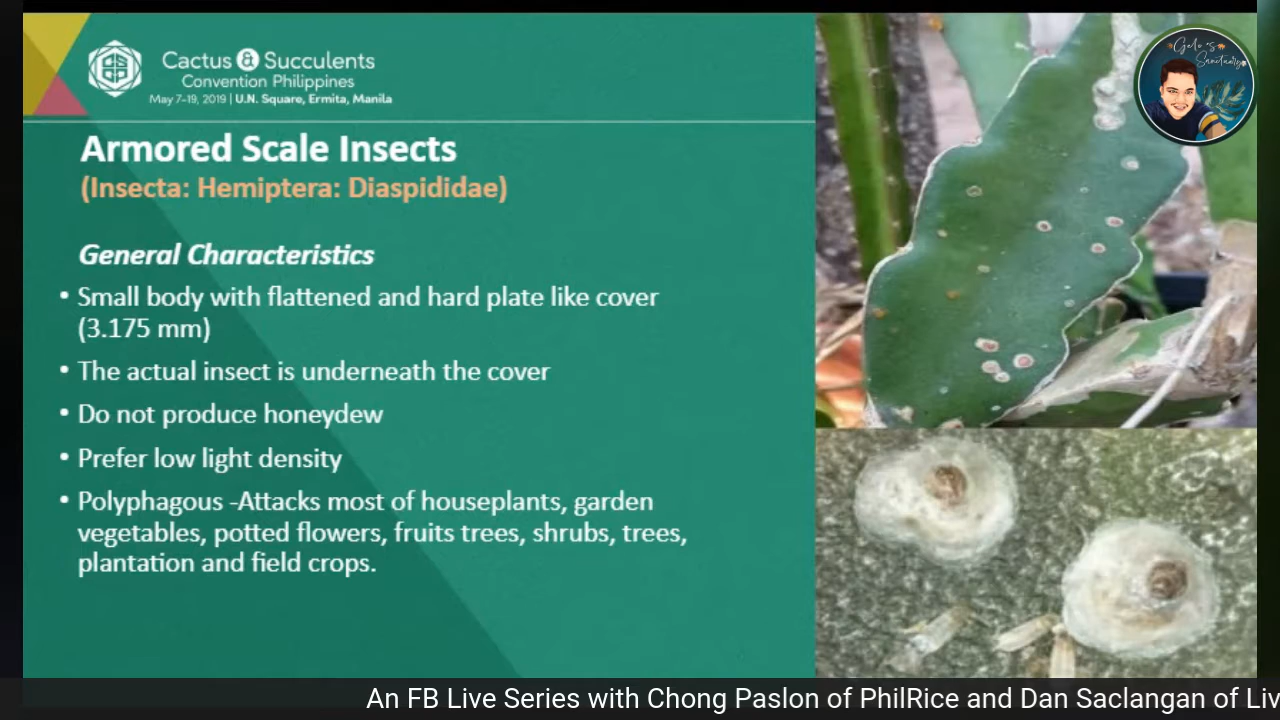 Cactus & Succulents
Convention Philippines
May 7-19, 2019 | U.N. Square, Ermita, Manila
Gelo's
Sanctuary
Armored Scale Insects
(Insecta: Hemiptera: Diaspididae)
General Characteristics
• Small body with flattened and hard plate like cover
(3.175 mm)
• The actual insect is underneath the cover
• Do not produce honeydew
• Prefer low light density
• Polyphagous -Attacks most of houseplants, garden
vegetables, potted flowers, fruits trees, shrubs, trees,
plantation and field crops.
An FB Live Series with Chong Paslon of PhilRice and Dan Saclangan of Liv